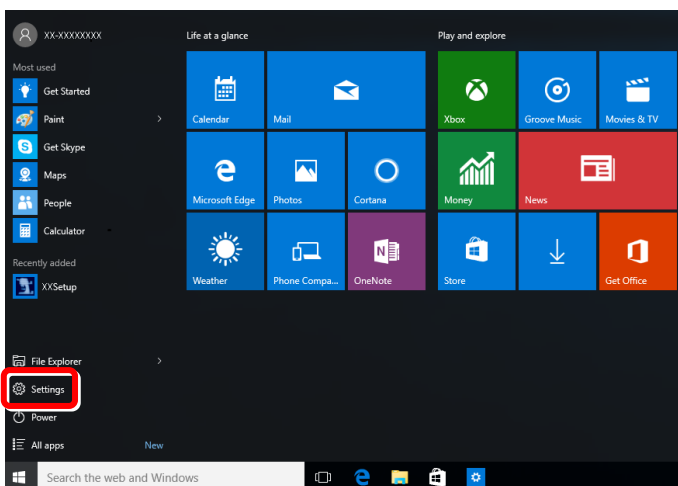 XX-XXXXXXXX
Most used
Get Started
Paint
Get Skype
Maps
People
Calculator
Recently added
XXSetup
File Explorer
Settings
Power
All apps New
Life at a glance
Calendar Mail
Microsoft Edge Photos Cortana
Weather Phone Compa... OneNote
Play and explore
Xbox Groove Music Movies & TV
Money News
Store Get Office
Search the web and Windows